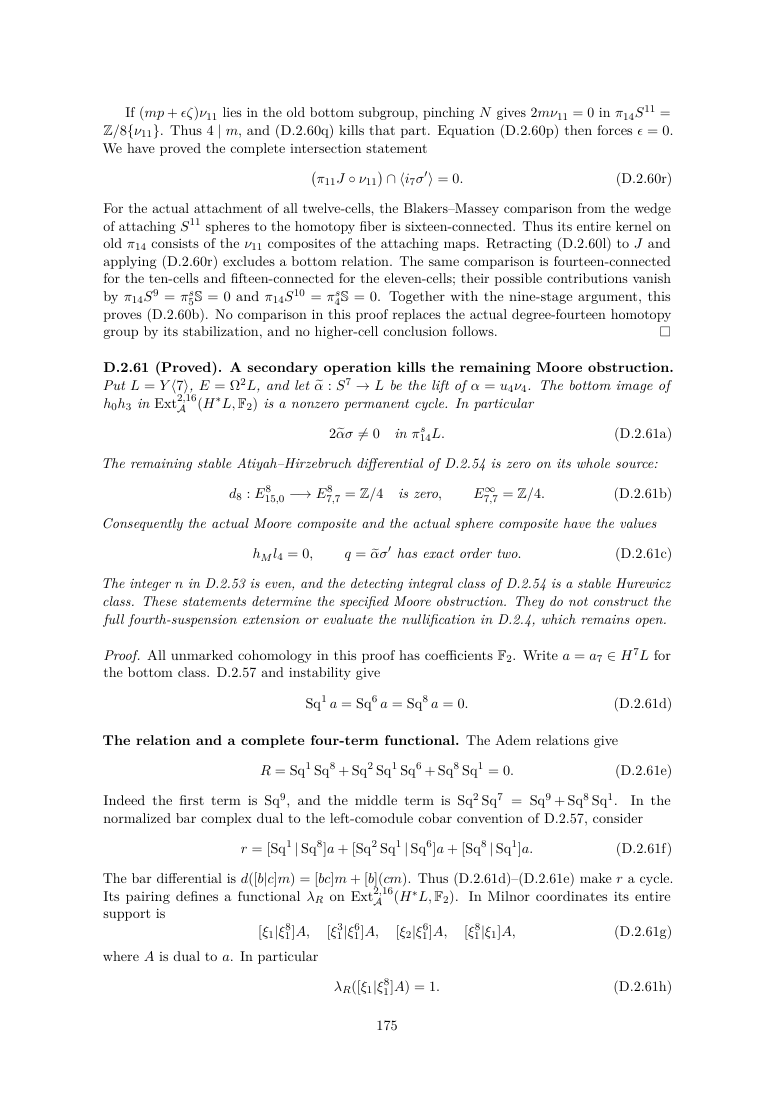 If (mp + ϵζ)ν₁₁ lies in the old bottom subgroup, pinching N gives 2mν₁₁ = 0 in π₁₄S¹¹ =
ℤ/8{ν₁₁}. Thus 4 | m, and (D.2.60q) kills that part. Equation (D.2.60p) then forces ϵ = 0.
We have proved the complete intersection statement
(π₁₁J ∘ ν₁₁) ∩ ⟨i₇σ′⟩ = 0. (D.2.60r)
For the actual attachment of all twelve-cells, the Blakers–Massey comparison from the wedge
of attaching S¹¹ spheres to the homotopy fiber is sixteen-connected. Thus its entire kernel on
old π₁₄ consists of the ν₁₁ composites of the attaching maps. Retracting (D.2.60l) to J and
applying (D.2.60r) excludes a bottom relation. The same comparison is fourteen-connected
for the ten-cells and fifteen-connected for the eleven-cells; their possible contributions vanish
by π₁₄S⁹ = π₅ˢ𝕊 = 0 and π₁₄S¹⁰ = π₄ˢ𝕊 = 0. Together with the nine-stage argument, this
proves (D.2.60b). No comparison in this proof replaces the actual degree-fourteen homotopy
group by its stabilization, and no higher-cell conclusion follows. □
D.2.61 (Proved). A secondary operation kills the remaining Moore obstruction.
Put L = Y⟨7⟩, E = Ω²L, and let α̃ : S⁷ → L be the lift of α = u₄ν₄. The bottom image of
h₀h₃ in Ext_𝒜^{2,16}(H*L, 𝔽₂) is a nonzero permanent cycle. In particular
2α̃σ ≠ 0 in π₁₄ˢL. (D.2.61a)
The remaining stable Atiyah–Hirzebruch differential of D.2.54 is zero on its whole source:
d₈ : E⁸₁₅,₀ ⟶ E⁸₇,₇ = ℤ/4 is zero, E^∞₇,₇ = ℤ/4. (D.2.61b)
Consequently the actual Moore composite and the actual sphere composite have the values
h_M l₄ = 0, q = α̃σ′ has exact order two. (D.2.61c)
The integer n in D.2.53 is even, and the detecting integral class of D.2.54 is a stable Hurewicz
class. These statements determine the specified Moore obstruction. They do not construct the
full fourth-suspension extension or evaluate the nullification in D.2.4, which remains open.
Proof. All unmarked cohomology in this proof has coefficients 𝔽₂. Write a = a₇ ∈ H⁷L for
the bottom class. D.2.57 and instability give
Sq¹ a = Sq⁶ a = Sq⁸ a = 0. (D.2.61d)
The relation and a complete four-term functional. The Adem relations give
R = Sq¹ Sq⁸ + Sq² Sq¹ Sq⁶ + Sq⁸ Sq¹ = 0. (D.2.61e)
Indeed the first term is Sq⁹, and the middle term is Sq² Sq⁷ = Sq⁹ + Sq⁸ Sq¹. In the
normalized bar complex dual to the left-comodule cobar convention of D.2.57, consider
r = [Sq¹ | Sq⁸]a + [Sq² Sq¹ | Sq⁶]a + [Sq⁸ | Sq¹]a. (D.2.61f)
The bar differential is d([b|c]m) = [bc]m + [b](cm). Thus (D.2.61d)–(D.2.61e) make r a cycle.
Its pairing defines a functional λ_R on Ext_𝒜^{2,16}(H*L, 𝔽₂). In Milnor coordinates its entire
support is
[ξ₁|ξ₁⁸]A, [ξ₁³|ξ₁⁶]A, [ξ₂|ξ₁⁶]A, [ξ₁⁸|ξ₁]A, (D.2.61g)
where A is dual to a. In particular
λ_R([ξ₁|ξ₁⁸]A) = 1. (D.2.61h)
175